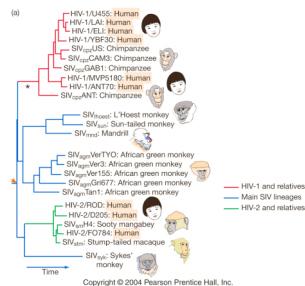 (a)
HIV-1/U455: Human
HIV-1/LAI: Human
HIV-1/ELI: Human
HIV-1/YBF30: Human
SIVcpzUS: Chimpanzee
SIVcpzCAM3: Chimpanzee
SIVcpzGAB1: Chimpanzee
HIV-1/MVP5180: Human
HIV-1/ANT70: Human
SIVcpzANT: Chimpanzee
*
SIVlhoest: L'Hoest monkey
SIVsun: Sun-tailed monkey
SIVmnd: Mandrill
SIVagmVerTYO: African green monkey
SIVagmVer3: African green monkey
SIVagmVer155: African green monkey
SIVagmGri677: African green monkey
SIVagmTan1: African green monkey
HIV-1 and relatives
Main SIV lineages
HIV-2 and relatives
HIV-2/ROD: Human
HIV-2/D205: Human
SIVsmH4: Sooty mangabey
HIV-2/FO784: Human
SIVstm: Stump-tailed macaque
SIVsyk: Sykes'
monkey
Time
Copyright © 2004 Pearson Prentice Hall, Inc.